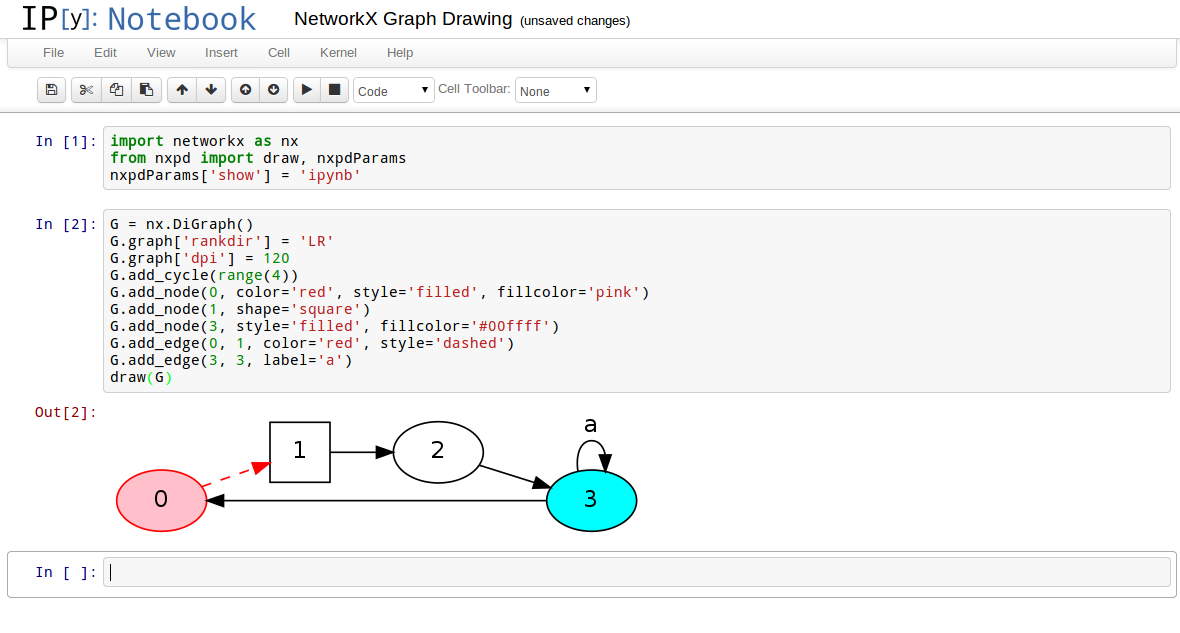 IP[y]: Notebook NetworkX Graph Drawing (unsaved changes)
File Edit View Insert Cell Kernel Help
Code Cell Toolbar: None
In [1]: import networkx as nx
from nxpd import draw, nxpdParams
nxpdParams['show'] = 'ipynb'
In [2]: G = nx.DiGraph()
G.graph['rankdir'] = 'LR'
G.graph['dpi'] = 120
G.add_cycle(range(4))
G.add_node(0, color='red', style='filled', fillcolor='pink')
G.add_node(1, shape='square')
G.add_node(3, style='filled', fillcolor='#00ffff')
G.add_edge(0, 1, color='red', style='dashed')
G.add_edge(3, 3, label='a')
draw(G)
Out[2]:
a
1 2
0 3
In [ ]: